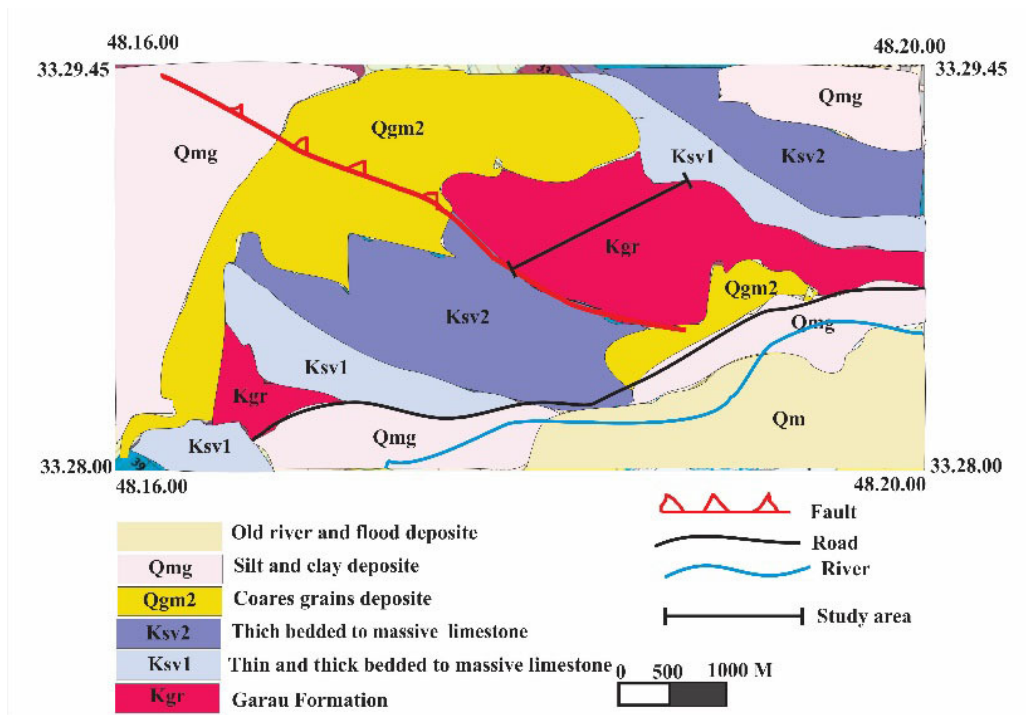 48.16.00
48.20.00
33.29.45
33.29.45
Qmg
Qgm2
Ksv1
Qmg
Ksv2
Kgr
Qgm2
Ksv2
Qmg
Ksv1
Kgr
Qm
Qmg
Ksv1
39
33.28.00
33.28.00
48.16.00
48.20.00
Old river and flood deposite
Qmg Silt and clay deposite
Qgm2 Coares grains deposite
Ksv2 Thich bedded to massive limestone
Ksv1 Thin and thick bedded to massive limestone
Kgr Garau Formation
Fault
Road
River
Study area
0 500 1000 M